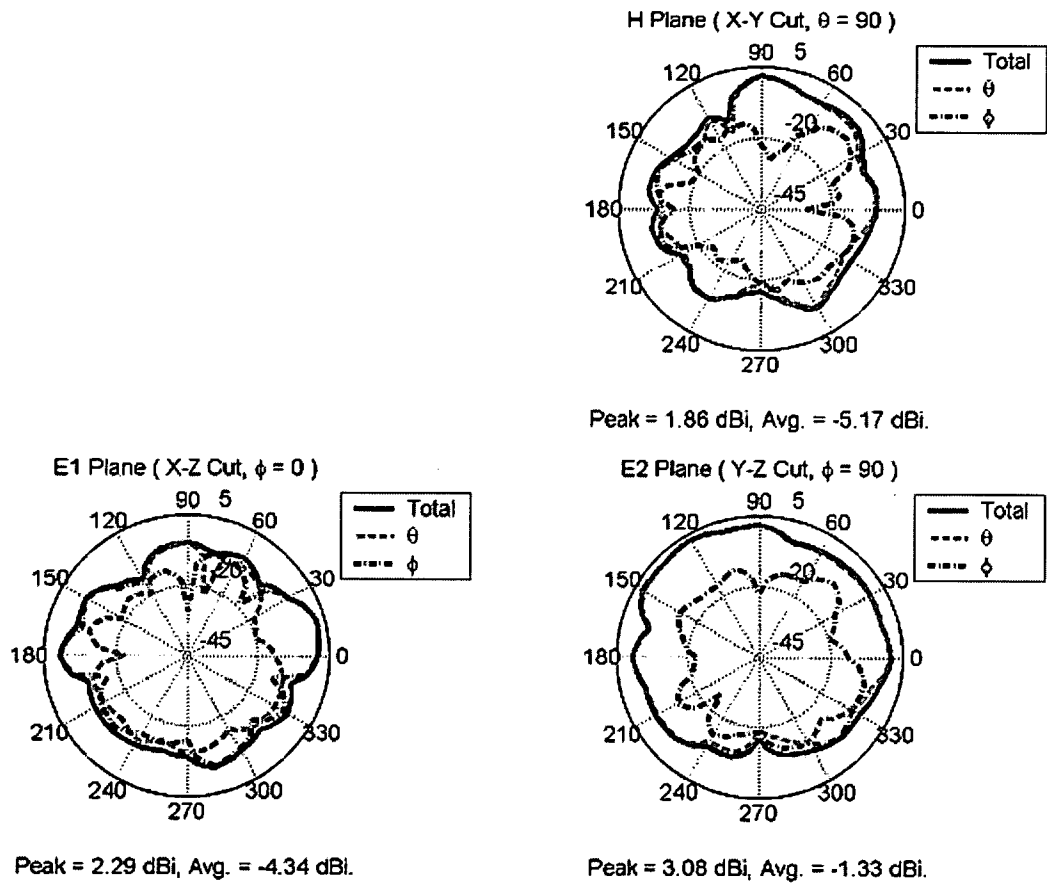 H Plane ( X-Y Cut, θ = 90 )
90 5
120 60
150 30
-20
-45
180 0
210 330
240 300
270
Total
θ
ϕ
Peak = 1.86 dBi, Avg. = -5.17 dBi.
E1 Plane ( X-Z Cut, ϕ = 0 )
90 5
120 60
150 30
-20
-45
180 0
210 330
240 300
270
Total
θ
ϕ
Peak = 2.29 dBi, Avg. = -4.34 dBi.
E2 Plane ( Y-Z Cut, ϕ = 90 )
90 5
120 60
150 30
-20
-45
180 0
210 330
240 300
270
Total
θ
ϕ
Peak = 3.08 dBi, Avg. = -1.33 dBi.